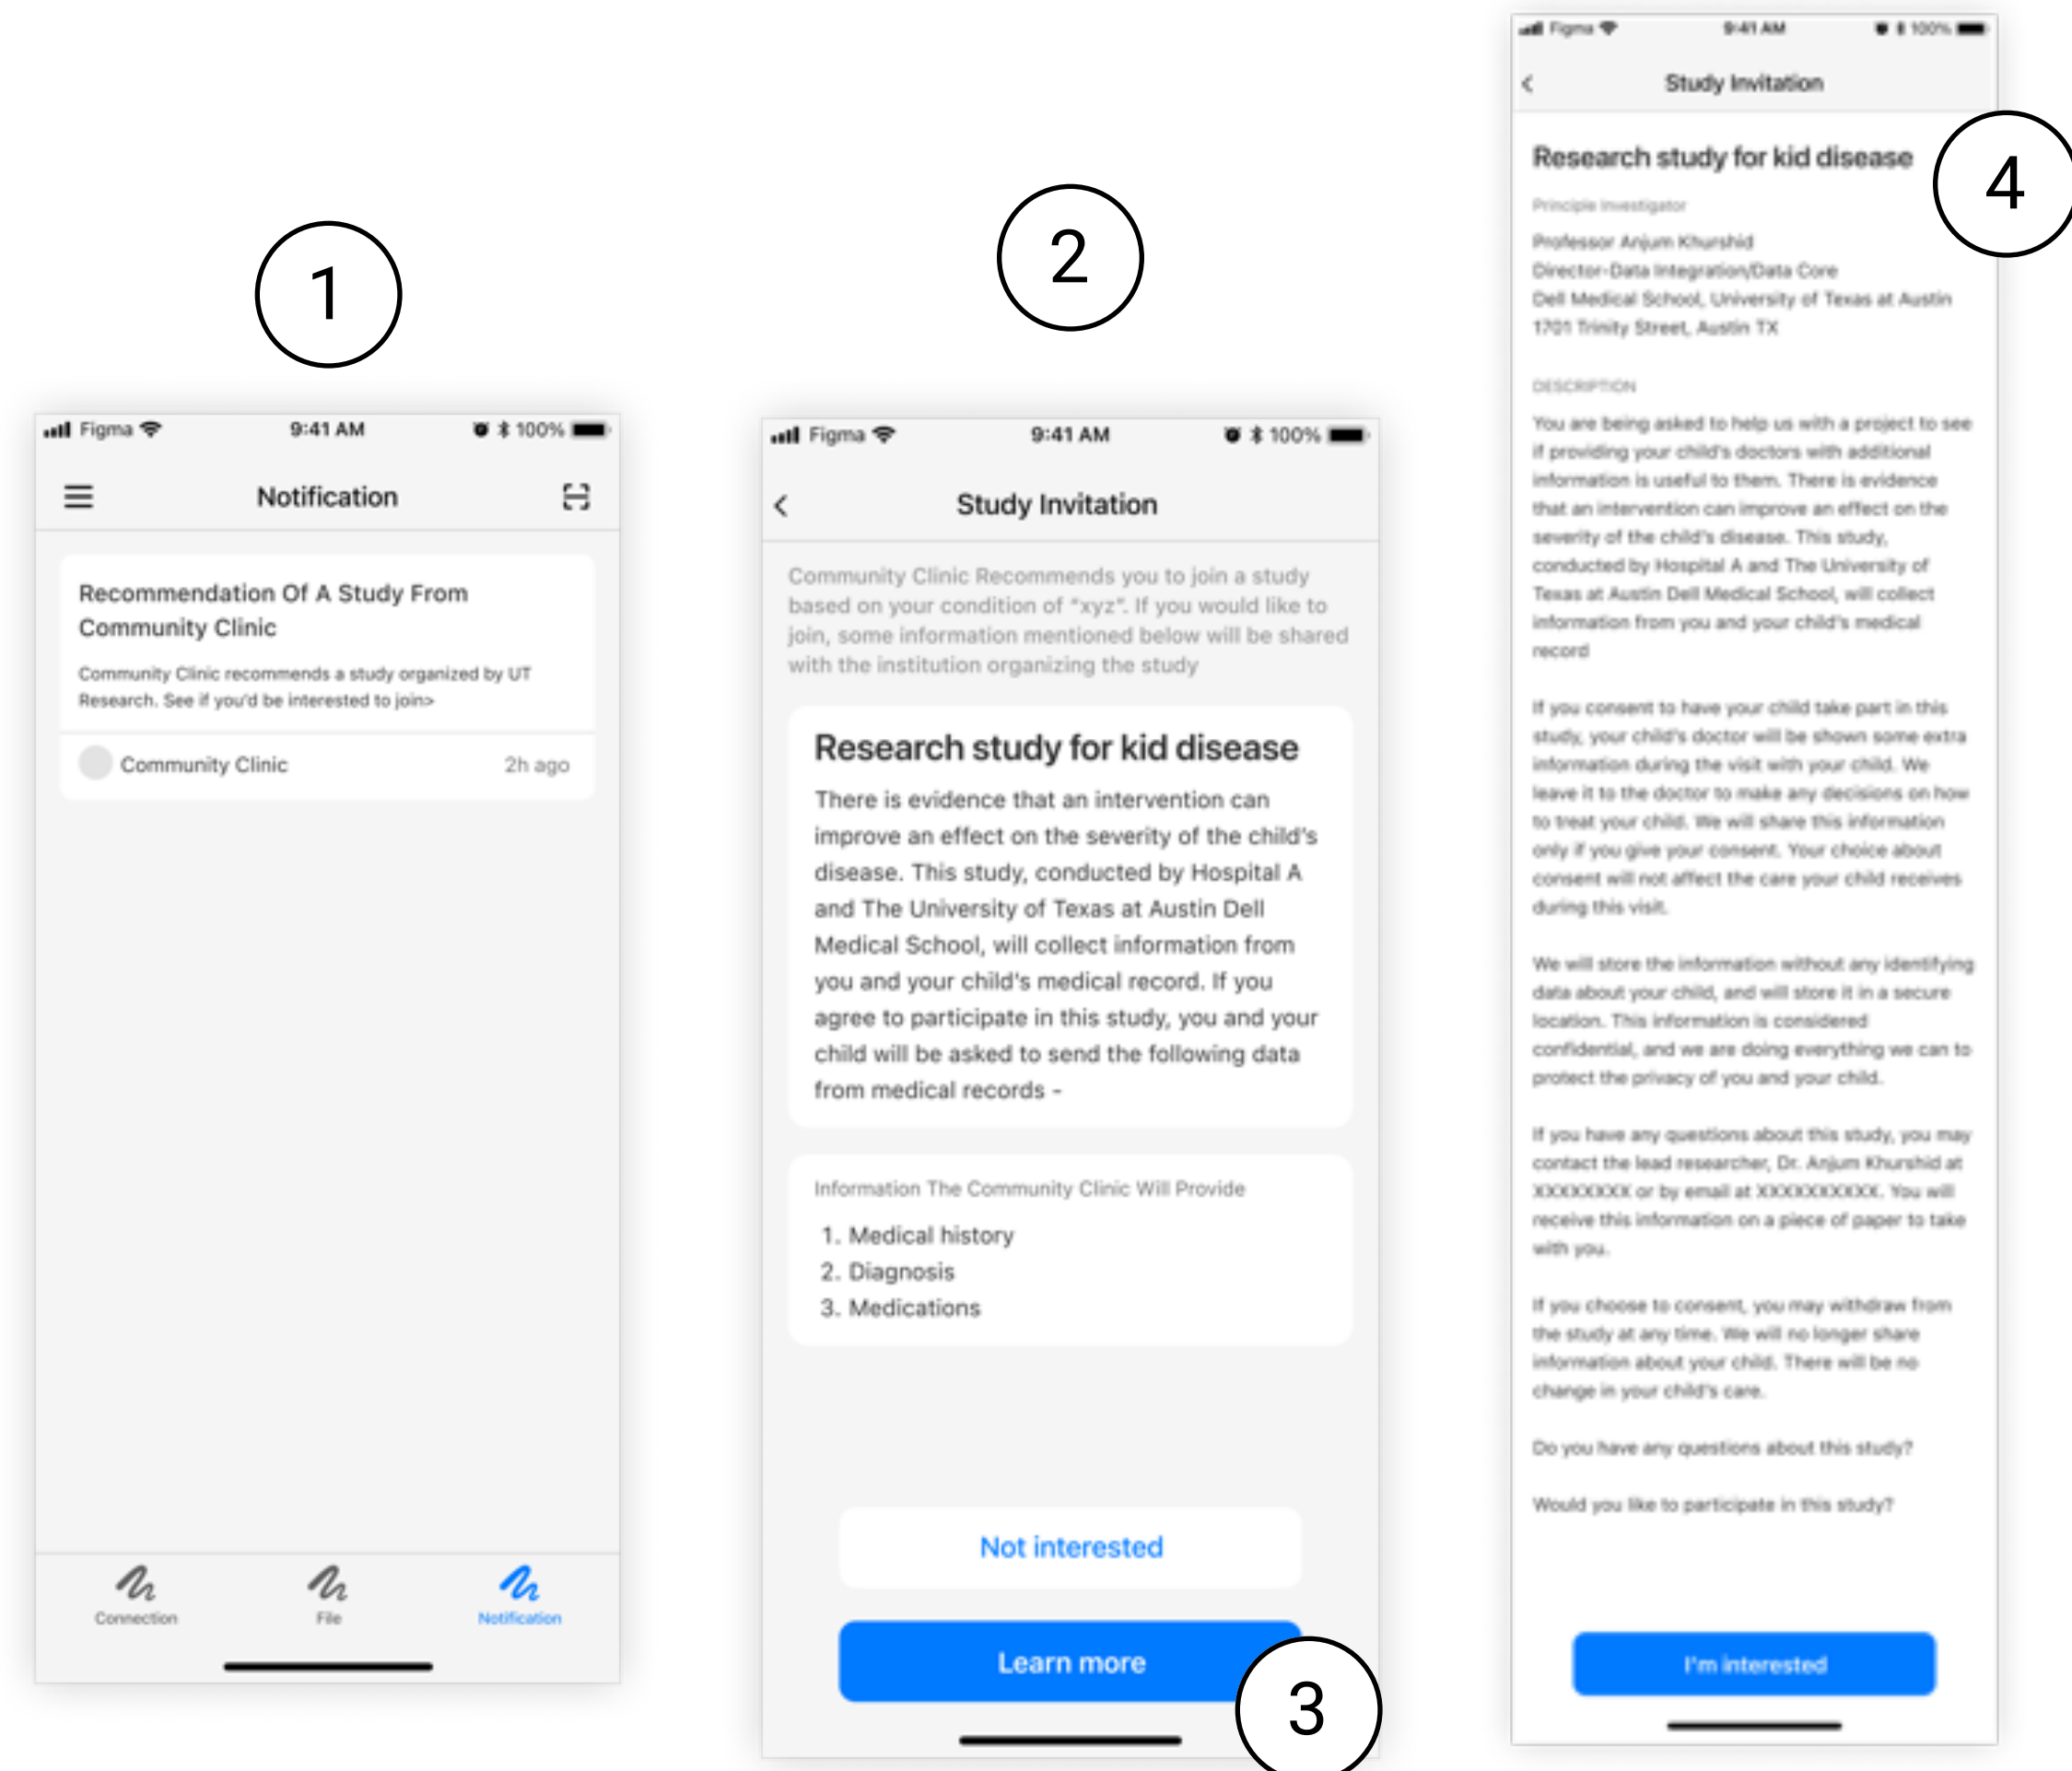 1
Figma 9:41 AM 100%
Notification
Recommendation Of A Study From
Community Clinic
Community Clinic recommends a study organized by UT
Research. See if you'd be interested to join>
Community Clinic 2h ago
Connection File Notification
2
Figma 9:41 AM 100%
Study Invitation
Community Clinic Recommends you to join a study
based on your condition of “xyz”. If you would like to
join, some information mentioned below will be shared
with the institution organizing the study
Research study for kid disease
There is evidence that an intervention can
improve an effect on the severity of the child's
disease. This study, conducted by Hospital A
and The University of Texas at Austin Dell
Medical School, will collect information from
you and your child's medical record. If you
agree to participate in this study, you and your
child will be asked to send the following data
from medical records -
Information The Community Clinic Will Provide
1. Medical history
2. Diagnosis
3. Medications
Not interested
Learn more
3
Figma 9:41 AM 100%
Study Invitation
4
Research study for kid disease
Principle Investigator
Professor Anjum Khurshid
Director-Data Integration/Data Core
Dell Medical School, University of Texas at Austin
1701 Trinity Street, Austin TX
DESCRIPTION
You are being asked to help us with a project to see
if providing your child's doctors with additional
information is useful to them. There is evidence
that an intervention can improve an effect on the
severity of the child's disease. This study,
conducted by Hospital A and The University of
Texas at Austin Dell Medical School, will collect
information from you and your child's medical
record
If you consent to have your child take part in this
study, your child's doctor will be shown some extra
information during the visit with your child. We
leave it to the doctor to make any decisions on how
to treat your child. We will share this information
only if you give your consent. Your choice about
consent will not affect the care your child receives
during this visit.
We will store the information without any identifying
data about your child, and will store it in a secure
location. This information is considered
confidential, and we are doing everything we can to
protect the privacy of you and your child.
If you have any questions about this study, you may
contact the lead researcher, Dr. Anjum Khurshid at
XXXXXXXX or by email at XXXXXXXXXX. You will
receive this information on a piece of paper to take
with you.
If you choose to consent, you may withdraw from
the study at any time. We will no longer share
information about your child. There will be no
change in your child's care.
Do you have any questions about this study?
Would you like to participate in this study?
I'm interested